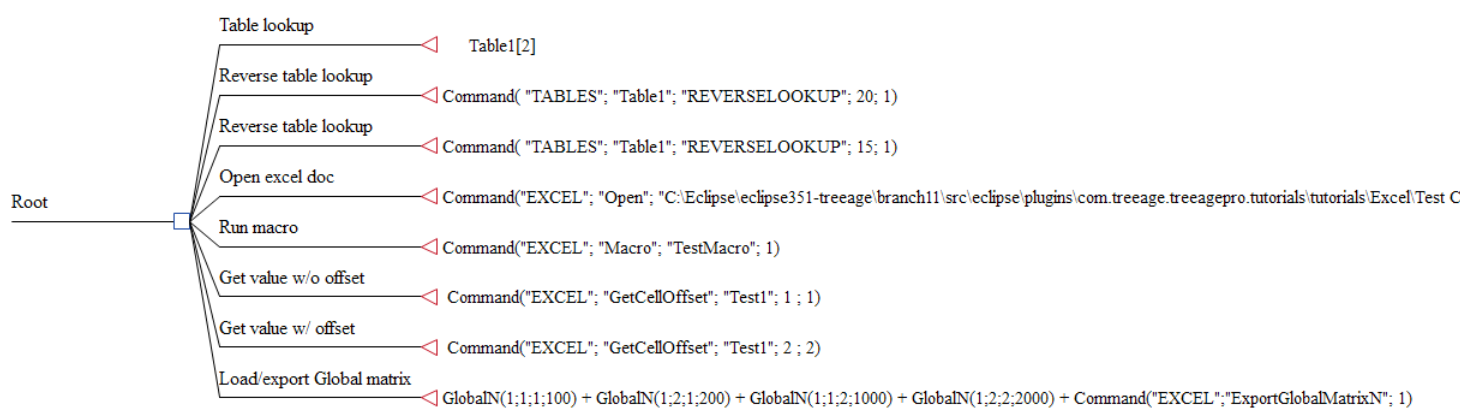 Table lookup
Table1[2]
Reverse table lookup
Command( "TABLES"; "Table1"; "REVERSELOOKUP"; 20; 1)
Reverse table lookup
Command( "TABLES"; "Table1"; "REVERSELOOKUP"; 15; 1)
Open excel doc
Command("EXCEL"; "Open"; "C:\Eclipse\eclipse351-treeage\branch11\src\eclipse\plugins\com.treeage.treeagepro.tutorials\tutorials\Excel\Test C
Root
Run macro
Command("EXCEL"; "Macro"; "TestMacro"; 1)
Get value w/o offset
Command("EXCEL"; "GetCellOffset"; "Test1"; 1 ; 1)
Get value w/ offset
Command("EXCEL"; "GetCellOffset"; "Test1"; 2 ; 2)
Load/export Global matrix
GlobalN(1;1;1;100) + GlobalN(1;2;1;200) + GlobalN(1;1;2;1000) + GlobalN(1;2;2;2000) + Command("EXCEL";"ExportGlobalMatrixN"; 1)